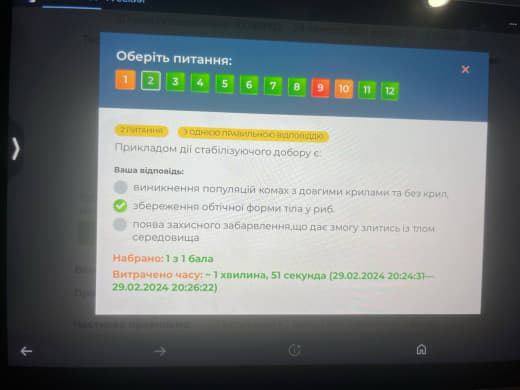 Оберіть питання:
1 2 3 4 5 6 7 8 9 10 11 12
2 ПИТАННЯ З ОДНІЄЮ ПРАВИЛЬНОЮ ВІДПОВІДДЮ
Прикладом дії стабілізуючого добору є:
Ваша відповідь:
виникнення популяцій комах з довгими крилами та без крил,
збереження обтічної форми тіла у риб.
поява захисного забарвлення,що дає змогу злитись із тлом
середовища
Набрано: 1 з 1 бала
Витрачено часу: ~ 1 хвилина, 51 секунда (29.02.2024 20:24:31—
29.02.2024 20:26:22)